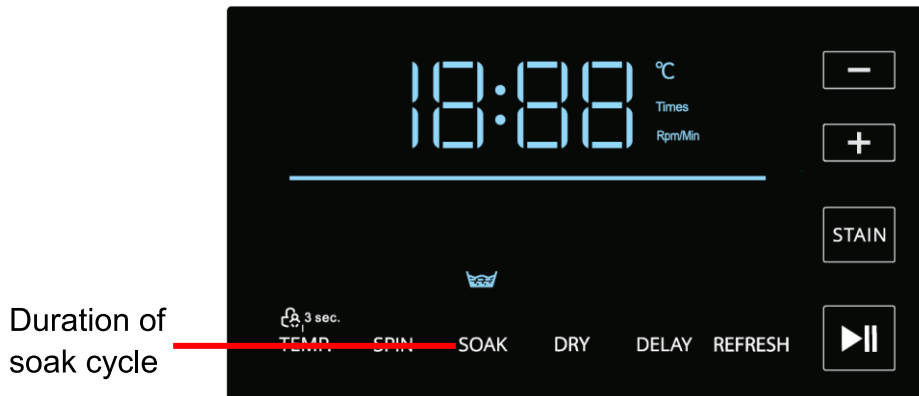 18:88
℃
Times
Rpm/Min
STAIN
3 sec.
TEMP. SPIN SOAK DRY DELAY REFRESH
Duration of
soak cycle